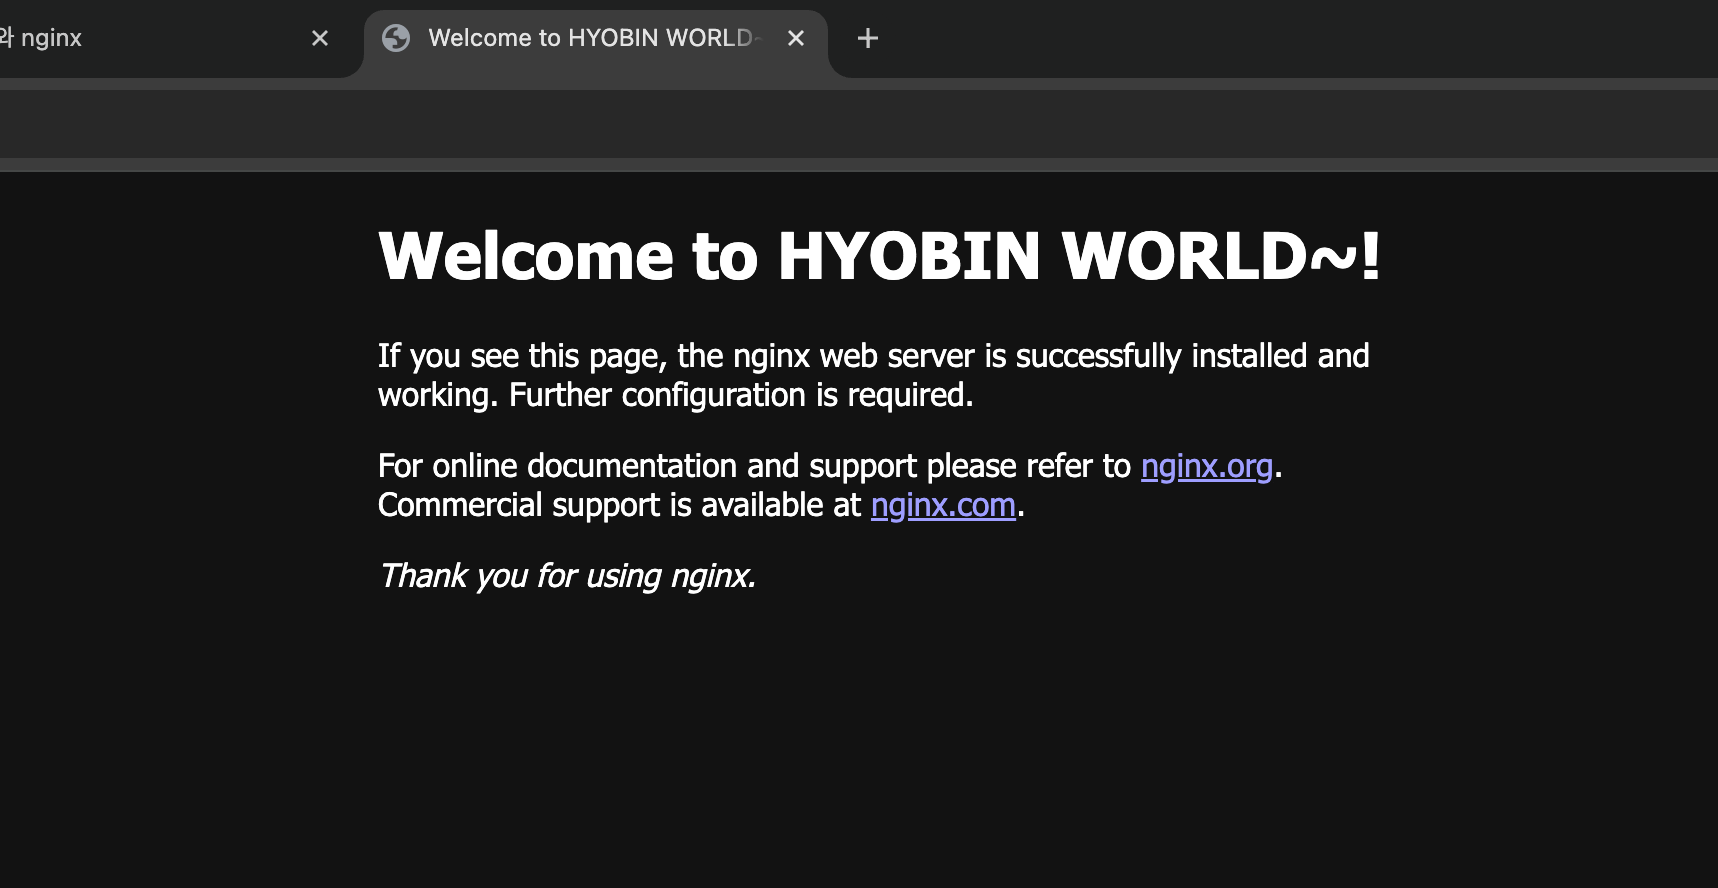 와 nginx
Welcome to HYOBIN WORLD~
Welcome to HYOBIN WORLD~!
If you see this page, the nginx web server is successfully installed and
working. Further configuration is required.
For online documentation and support please refer to nginx.org.
Commercial support is available at nginx.com.
Thank you for using nginx.